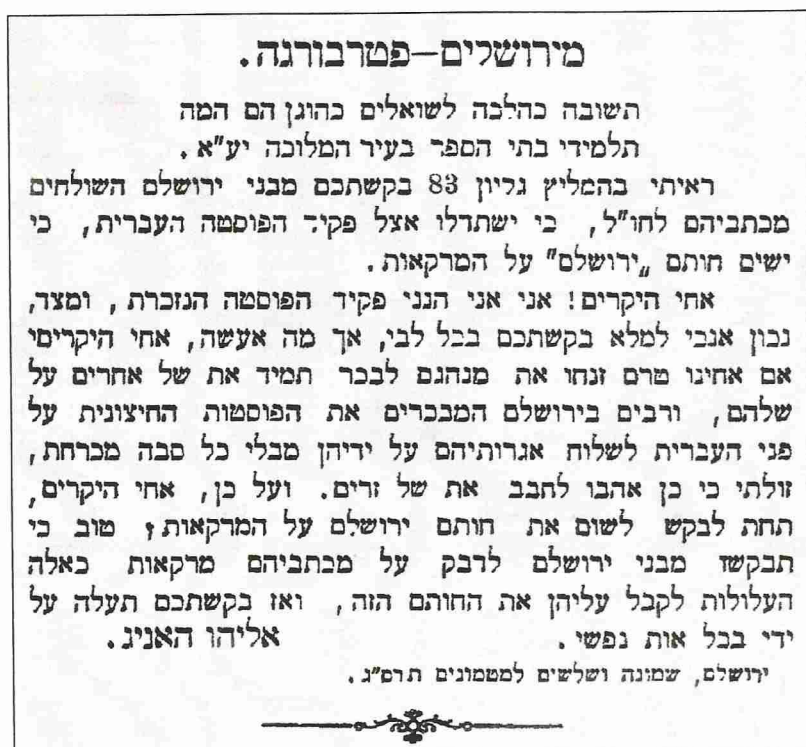 מירושלים—פטרבורגה.
תשובה כהלכה לשואלים כהוגן הם המה
תלמידי בתי הספר בעיר המלוכה יע"א.
ראיתי בהמליץ גליון 83 בקשתכם מבני ירושלם השולחים
מכתביהם לחו"ל, כי ישתדלו אצל פקיד הפוסטה העברית, כי
ישים חותם „ירושלם" על המרקאות.
אחי היקרים! אני אני הנני פקיד הפוסטה הנזכרת, ומצד,
נכון אנכי למלא בקשתכם בכל לבי, אך מה אעשה, אחי היקרים!
אם אחינו טרם זנחו את מנהגם לבכר תמיד את של אחרים על
שלהם, ורבים בירושלם המבכרים את הפוסטות החיצונית על
פני העברית לשלוח אגרותיהם על ידיהן מבלי כל סבה מכרחת,
זולתי כי כן אהבו לחבב את של זרים. ועל כן, אחי היקרים,
תחת לבקש לשום את חותם ירושלם על המרקאות; טוב כי
תבקשו מבני ירושלם לדבק על מכתביהם מרקאות כאלה
העלולות לקבל עליהן את החותם הזה, ואז בקשתכם תעלה על
ידי בכל אות נפשי. אליהו האניג.
ירושלם, שמונה ושלשים למטמונים תרס"ג.